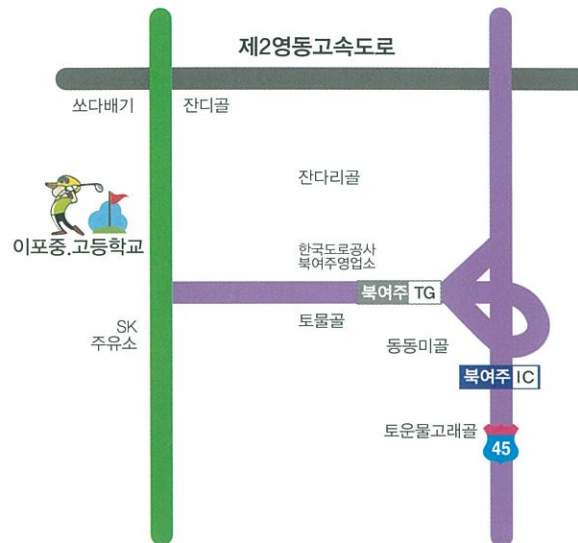 제2영동고속도로
쏘다배기
잔디골
잔다리골
이포중.고등학교
한국도로공사
북여주영업소
북여주 TG
SK
주유소
토물골
동동미골
북여주 IC
토운물고래골
45